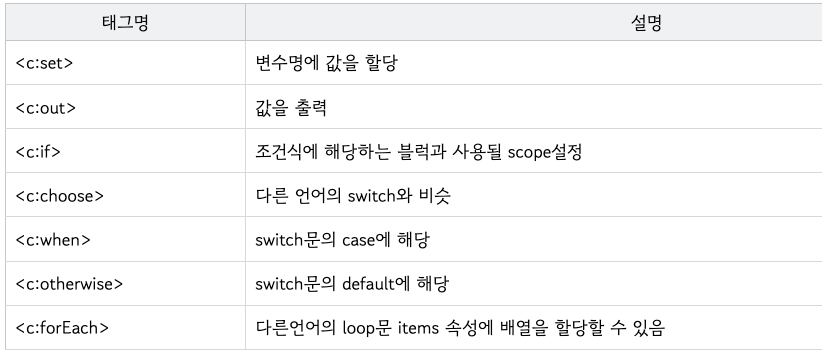 태그명 설명
<c:set> 변수명에 값을 할당
<c:out> 값을 출력
<c:if> 조건식에 해당하는 블럭과 사용될 scope설정
<c:choose> 다른 언어의 switch와 비슷
<c:when> switch문의 case에 해당
<c:otherwise> switch문의 default에 해당
<c:forEach> 다른언어의 loop문 items 속성에 배열을 할당할 수 있음